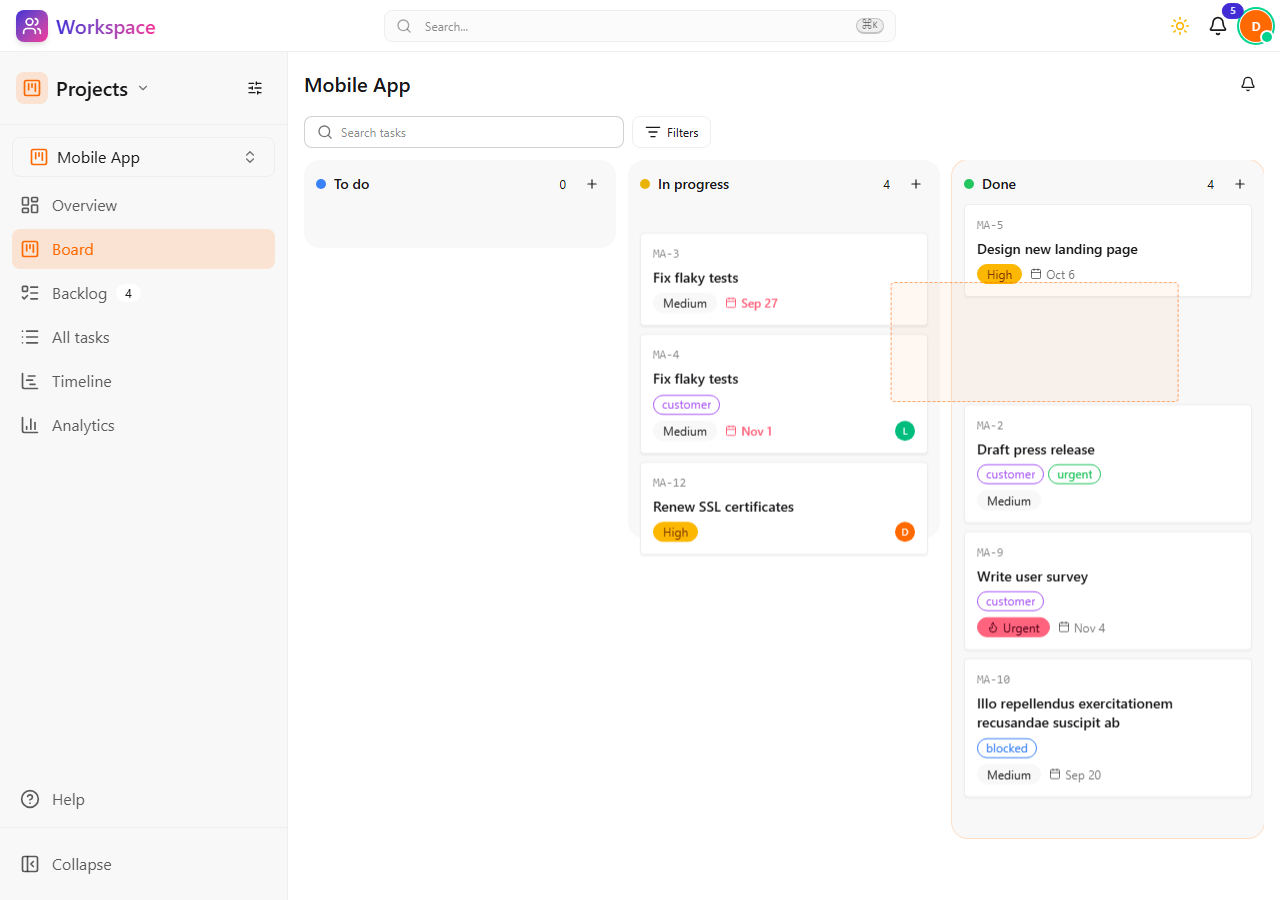 Workspace
Search...
⌘K
5
D
Projects
Mobile App
Overview
Board
Backlog 4
All tasks
Timeline
Analytics
Help
Collapse
Mobile App
Search tasks
Filters
To do 0
In progress 4
MA-3
Fix flaky tests
Medium Sep 27
MA-4
Fix flaky tests
customer
Medium Nov 1 L
MA-12
Renew SSL certificates
High D
Done 4
MA-5
Design new landing page
High Oct 6
MA-2
Draft press release
customer urgent
Medium
MA-9
Write user survey
customer
Urgent Nov 4
MA-10
Illo repellendus exercitationem
recusandae suscipit ab
blocked
Medium Sep 20